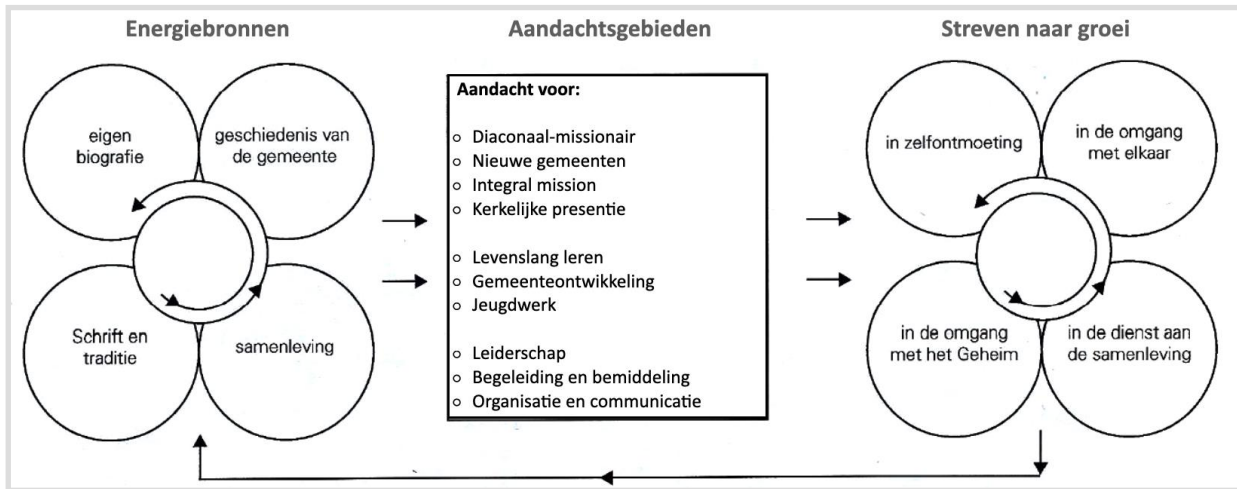 Energiebronnen
eigen
biografie
geschiedenis van
de gemeente
Schrift en
traditie
samenleving
Aandachtsgebieden
Aandacht voor:
Diaconaal-missionair
Nieuwe gemeenten
Integral mission
Kerkelijke presentie
Levenslang leren
Gemeenteontwikkeling
Jeugdwerk
Leiderschap
Begeleiding en bemiddeling
Organisatie en communicatie
Streven naar groei
in zelfontmoeting
in de omgang
met elkaar
in de omgang
met het Geheim
in de dienst aan
de samenleving